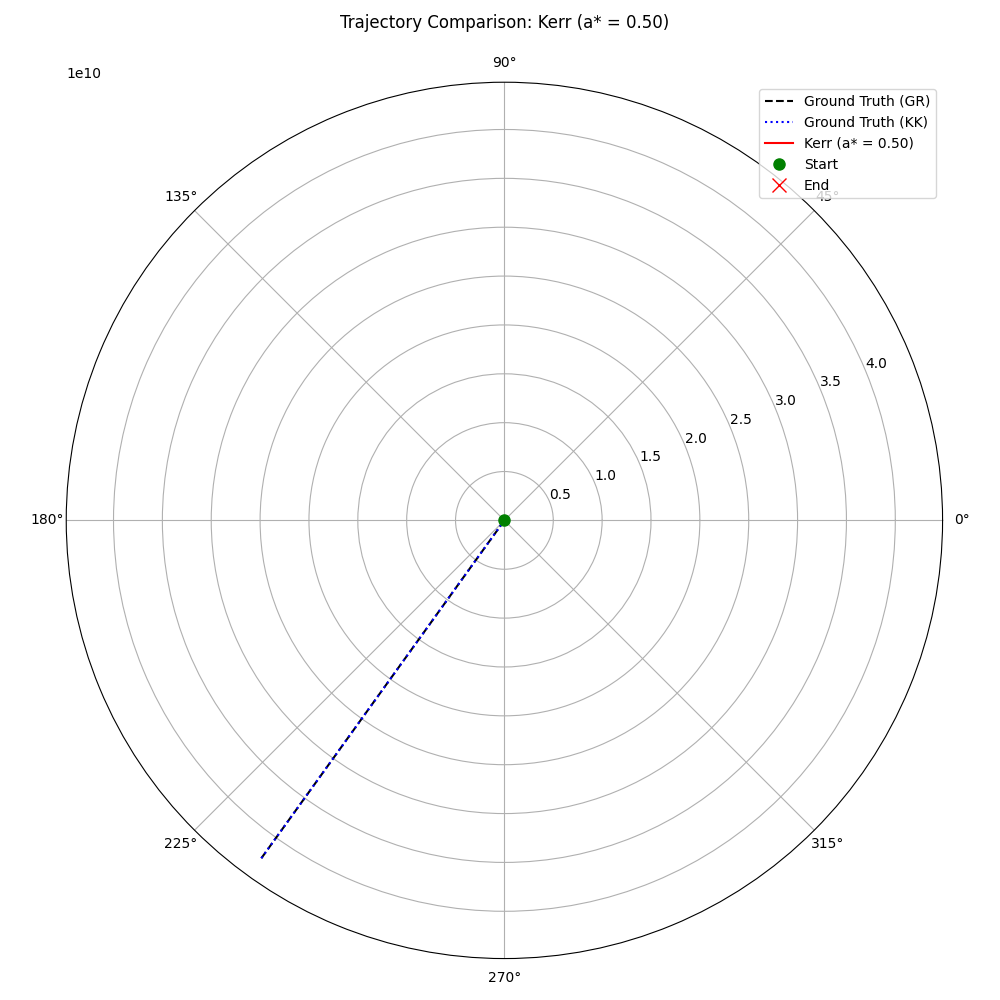 Trajectory Comparison: Kerr (a* = 0.50)
1e10
90°
Ground Truth (GR)
Ground Truth (KK)
Kerr (a* = 0.50)
Start
End
135°
45°
4.0
3.5
3.0
2.5
2.0
1.5
1.0
0.5
180°
0°
225°
315°
270°